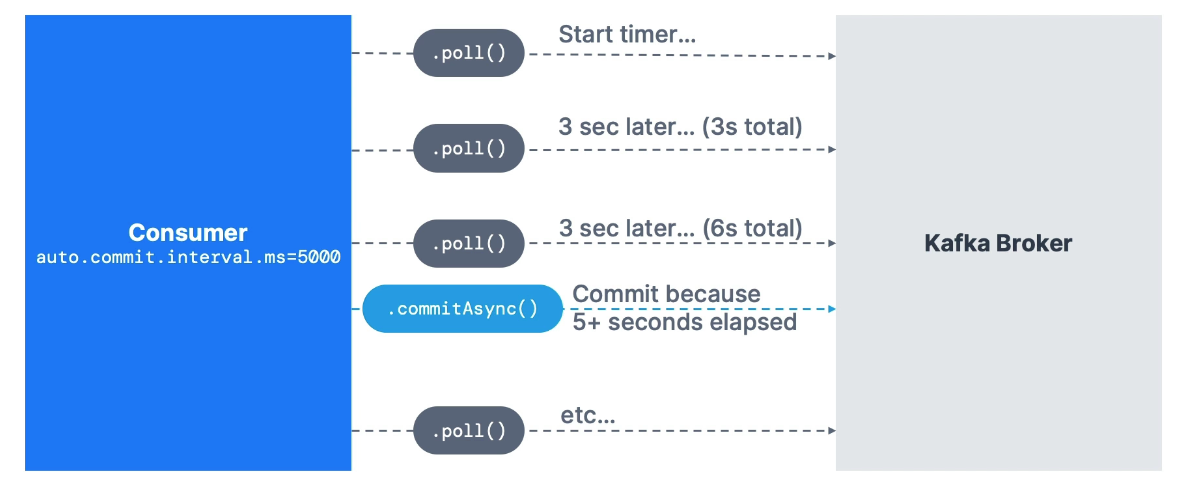 .poll()
Start timer...
.poll()
3 sec later... (3s total)
Consumer
auto.commit.interval.ms=5000
.poll()
3 sec later... (6s total)
Kafka Broker
.commitAsync()
Commit because
5+ seconds elapsed
.poll()
etc...